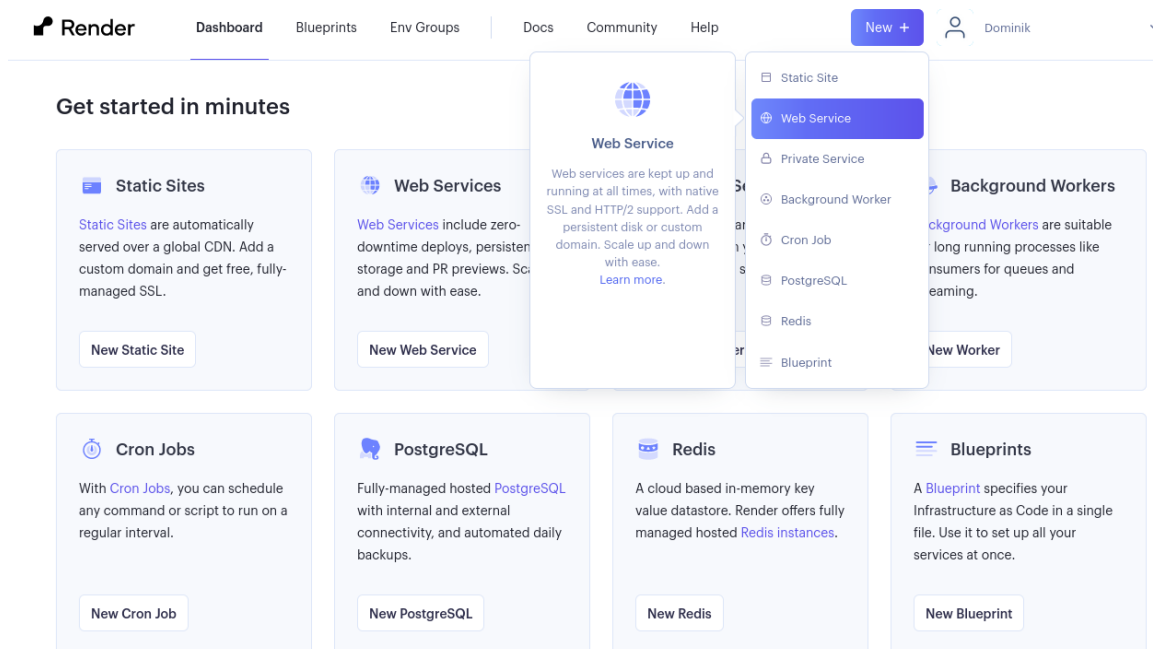 Render
Dashboard
Blueprints
Env Groups
Docs
Community
Help
New +
Dominik
Get started in minutes
Static Sites
Static Sites are automatically
served over a global CDN. Add a
custom domain and get free, fully-
managed SSL.
New Static Site
Web Services
Web Services include zero-
downtime deploys, persisten
storage and PR previews.
and down with ease.
New Web Service
Web Service
Web services are kept up and
running at all times, with native
SSL and HTTP/2 support. Add a
persistent disk or custom
domain. Scale up and down
with ease.
Learn more.
Static Site
Web Service
Private Service
Background Worker
Cron Job
PostgreSQL
Redis
Blueprint
Background Workers
ckground Workers are suitable
long running processes like
nsumers for queues and
eaming.
New Worker
Cron Jobs
With Cron Jobs, you can schedule
any command or script to run on a
regular interval.
New Cron Job
PostgreSQL
Fully-managed hosted PostgreSQL
with internal and external
connectivity, and automated daily
backups.
New PostgreSQL
Redis
A cloud based in-memory key
value datastore. Render offers fully
managed hosted Redis instances.
New Redis
Blueprints
A Blueprint specifies your
Infrastructure as Code in a single
file. Use it to set up all your
services at once.
New Blueprint